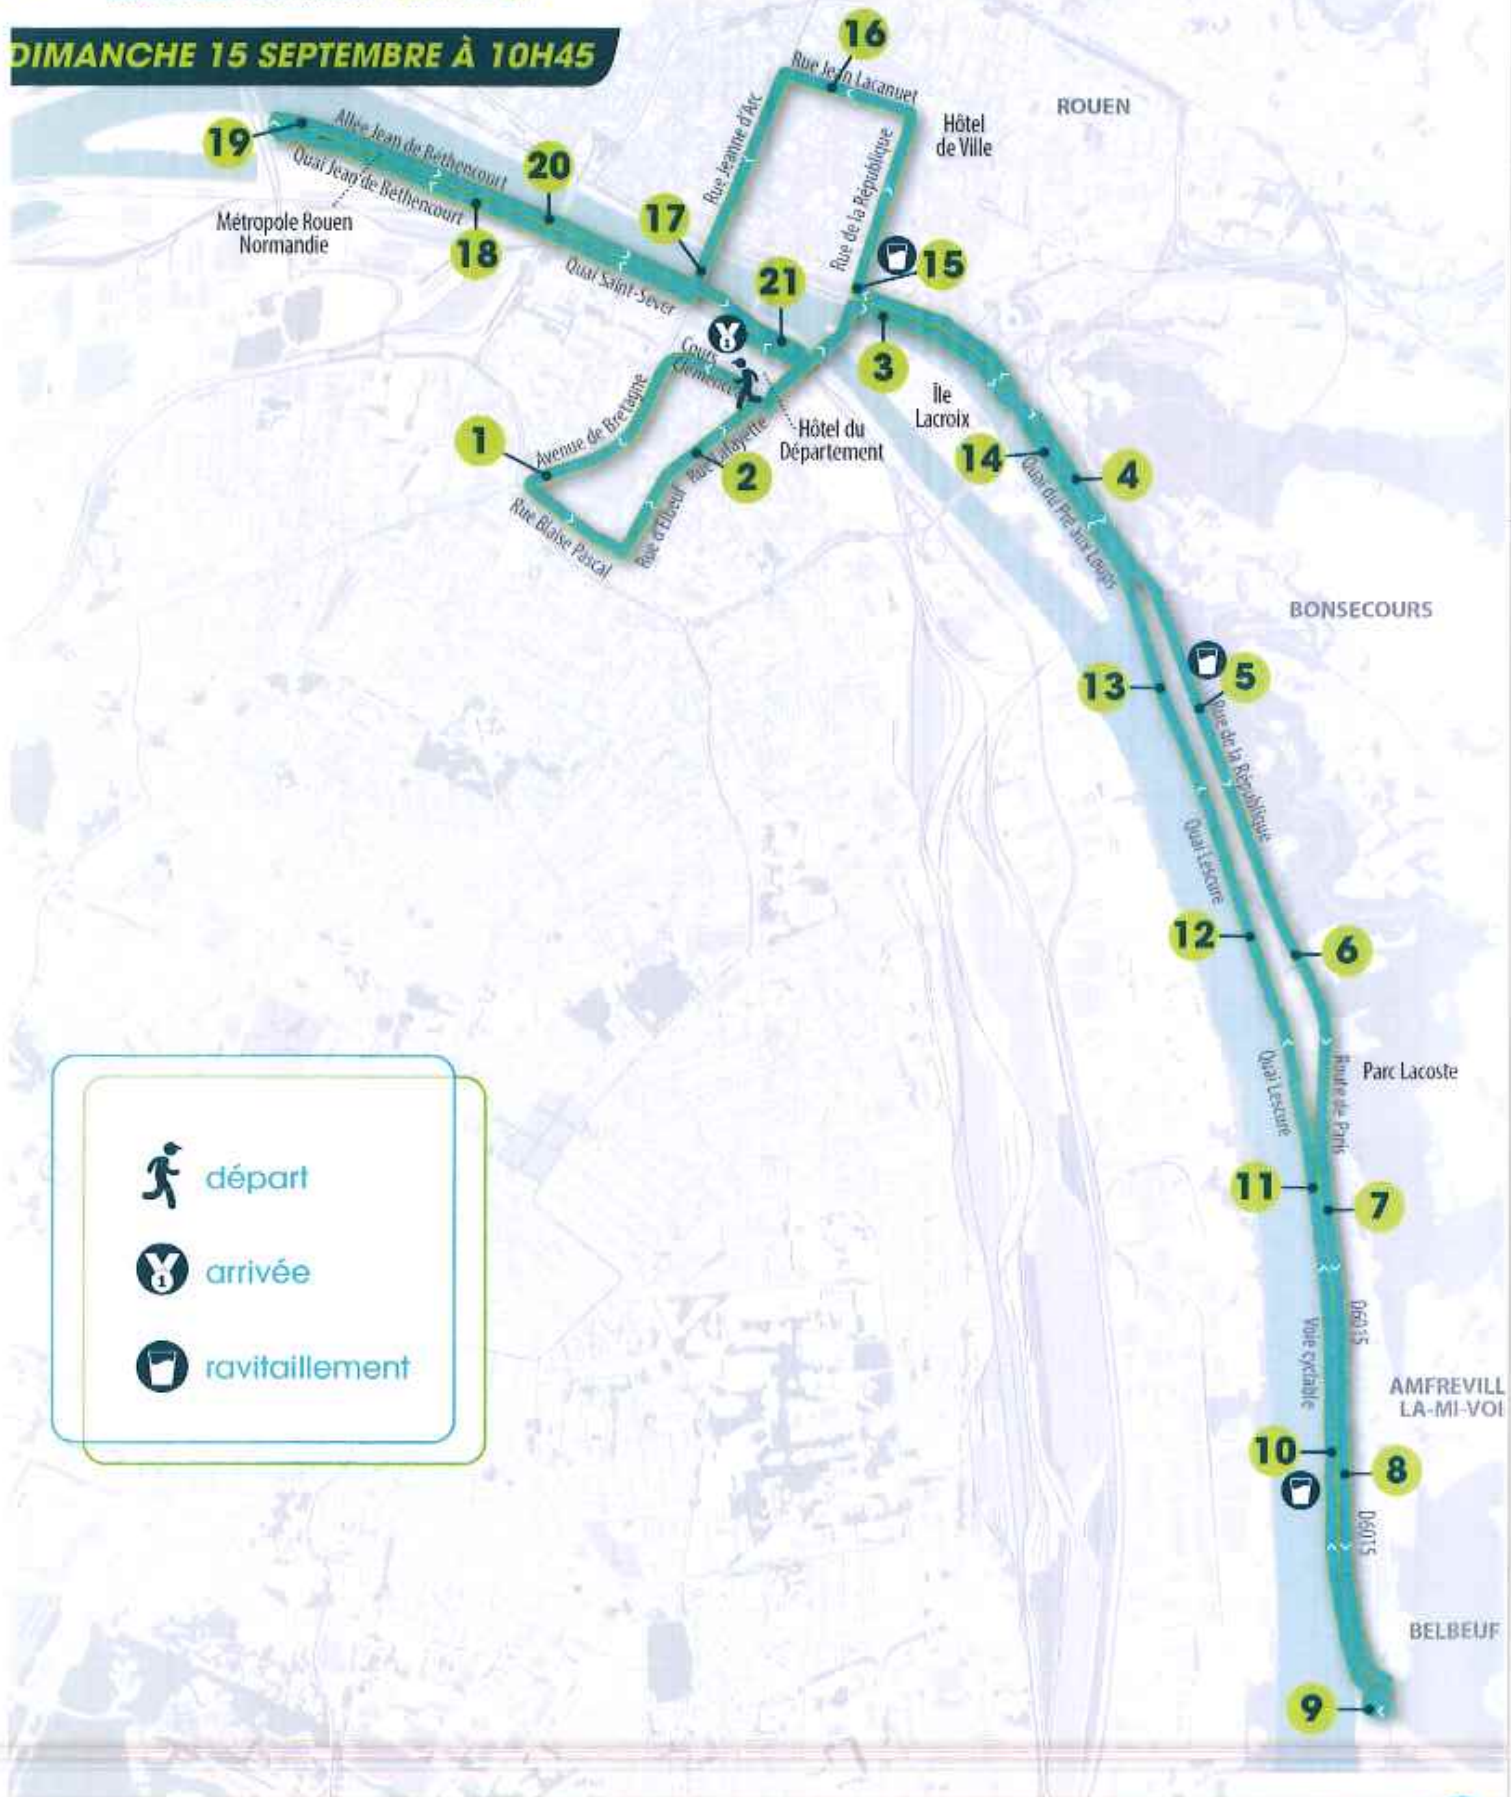 DIMANCHE 15 SEPTEMBRE À 10H45
16
Rue Jean Lacanuet
ROUEN
Hôtel
de Ville
Rue Jeanne d'Arc
Rue de la République
19
Allée Jean de Béthencourt
Quai Jean de Béthencourt
20
Métropole Rouen
Normandie
18
17
15
Quai Saint-Sever
21
3
Île
Lacroix
Cours
Clemenceau
Avenue de Bretagne
1
Hôtel du
Département
Rue Lafayette
2
Rue d'Elbeuf
Rue Blaise Pascal
14
4
Quai du Pré aux Loups
BONSECOURS
13
5
Rue de la République
Quai Lescure
12
6
Quai Lescure
Route de Paris
Parc Lacoste
11
7
D6015
Voie cyclable
AMFREVILL
LA-MI-VOI
10
8
D6015
BELBEUF
9
départ
1
arrivée
ravitaillement